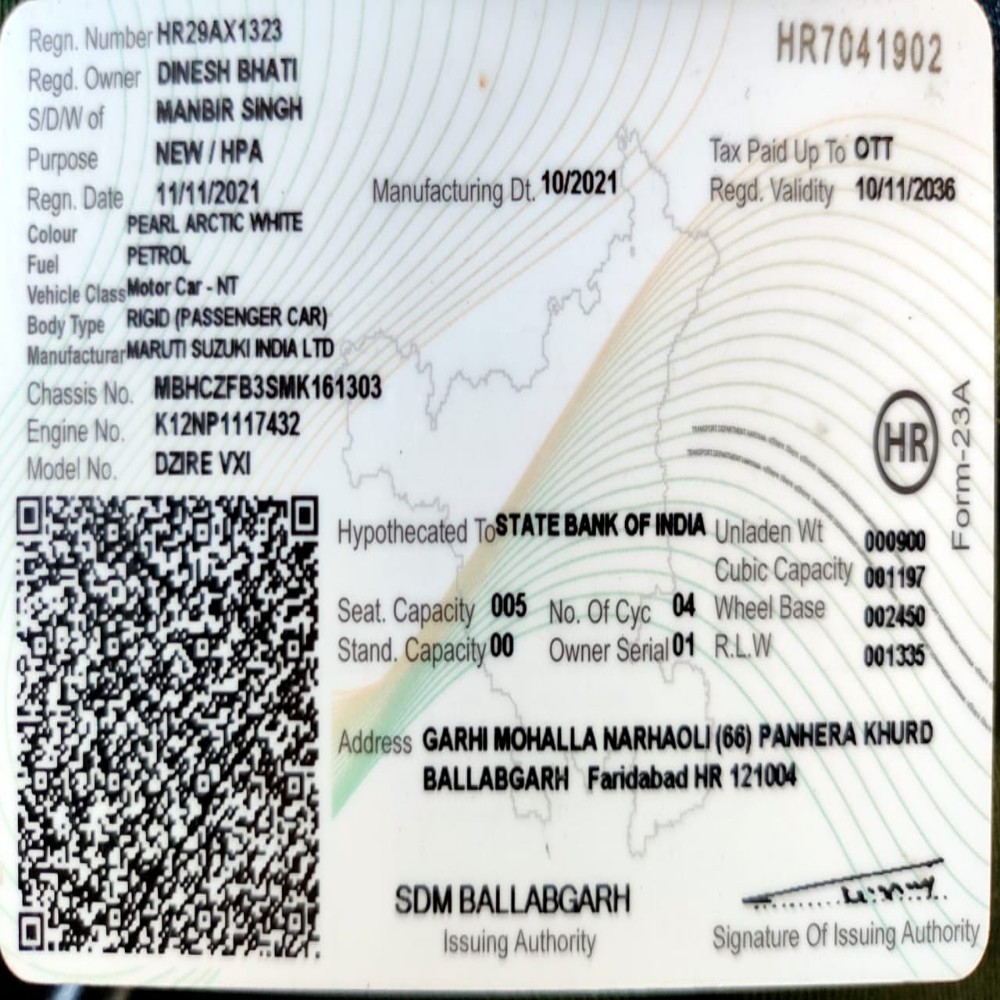 Regn. Number HR29AX1323
HR7041902
Regd. Owner DINESH BHATI
S/D/W of MANBIR SINGH
Purpose NEW / HPA
Tax Paid Up To OTT
Regn. Date 11/11/2021 Manufacturing Dt. 10/2021 Regd. Validity 10/11/2036
Colour PEARL ARCTIC WHITE
Fuel PETROL
Vehicle Class Motor Car - NT
Body Type RIGID (PASSENGER CAR)
Manufacturar MARUTI SUZUKI INDIA LTD
Chassis No. MBHCZFB3SMK161303
Engine No. K12NP1117432
Model No. DZIRE VXI
HR
Form-23A
Hypothecated To STATE BANK OF INDIA Unladen Wt 000900
Cubic Capacity 001197
Seat. Capacity 005 No. Of Cyc 04 Wheel Base 002450
Stand. Capacity 00 Owner Serial 01 R.L.W 001335
Address GARHI MOHALLA NARHAOLI (66) PANHERA KHURD
BALLABGARH Faridabad HR 121004
SDM BALLABGARH
Issuing Authority
Signature Of Issuing Authority